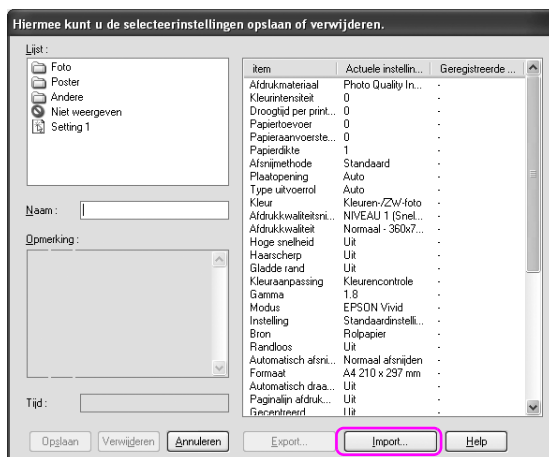 Hiermee kunt u de selecteerinstellingen opslaan of verwijderen.
Lijst :
Foto
Poster
Andere
Niet weergeven
Setting 1
Naam :
Opmerking :
Tijd :
item Actuele instellin... Geregistreerde ...
Afdrukmateriaal Photo Quality In... -
Kleurintensiteit 0 -
Droogtijd per print... 0 -
Papiertoevoer 0 -
Papieraanvoerste... 0 -
Papierdikte 1 -
Afsnijmethode Standaard -
Plaatopening Auto -
Type uitvoerrol Auto -
Kleur Kleuren-/ZW-foto -
Afdrukkwaliteitsni... NIVEAU 1 (Snel... -
Afdrukkwaliteit Normaal - 360x7... -
Hoge snelheid Uit -
Haarscherp Uit -
Gladde rand Uit -
Kleuraanpassing Kleurencontrole -
Gamma 1.8 -
Modus EPSON Vivid -
Instelling Standaardinstelli... -
Bron Rolpapier -
Randloos Uit -
Automatisch afsni... Normaal afsnijden -
Formaat A4 210 x 297 mm -
Automatisch draa... Uit -
Paginalijn afdruk... Uit -
Gecentreerd Uit -
Opslaan Verwijderen Annuleren Export... Import... Help